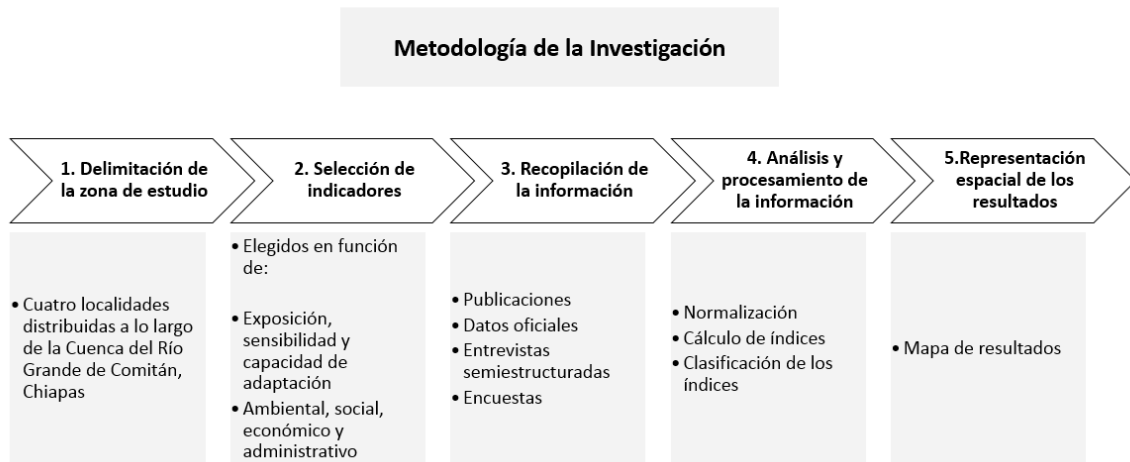 Metodología de la Investigación
1. Delimitación de
la zona de estudio
2. Selección de
indicadores
3. Recopilación de
la información
4. Análisis y
procesamiento de
la información
5.Representación
espacial de los
resultados
• Cuatro localidades
distribuidas a lo largo
de la Cuenca del Río
Grande de Comitán,
Chiapas
• Elegidos en función
de:
• Exposición,
sensibilidad y
capacidad de
adaptación
• Ambiental, social,
económico y
administrativo
• Publicaciones
• Datos oficiales
• Entrevistas
semiestructuradas
• Encuestas
• Normalización
• Cálculo de índices
• Clasificación de los
índices
• Mapa de resultados